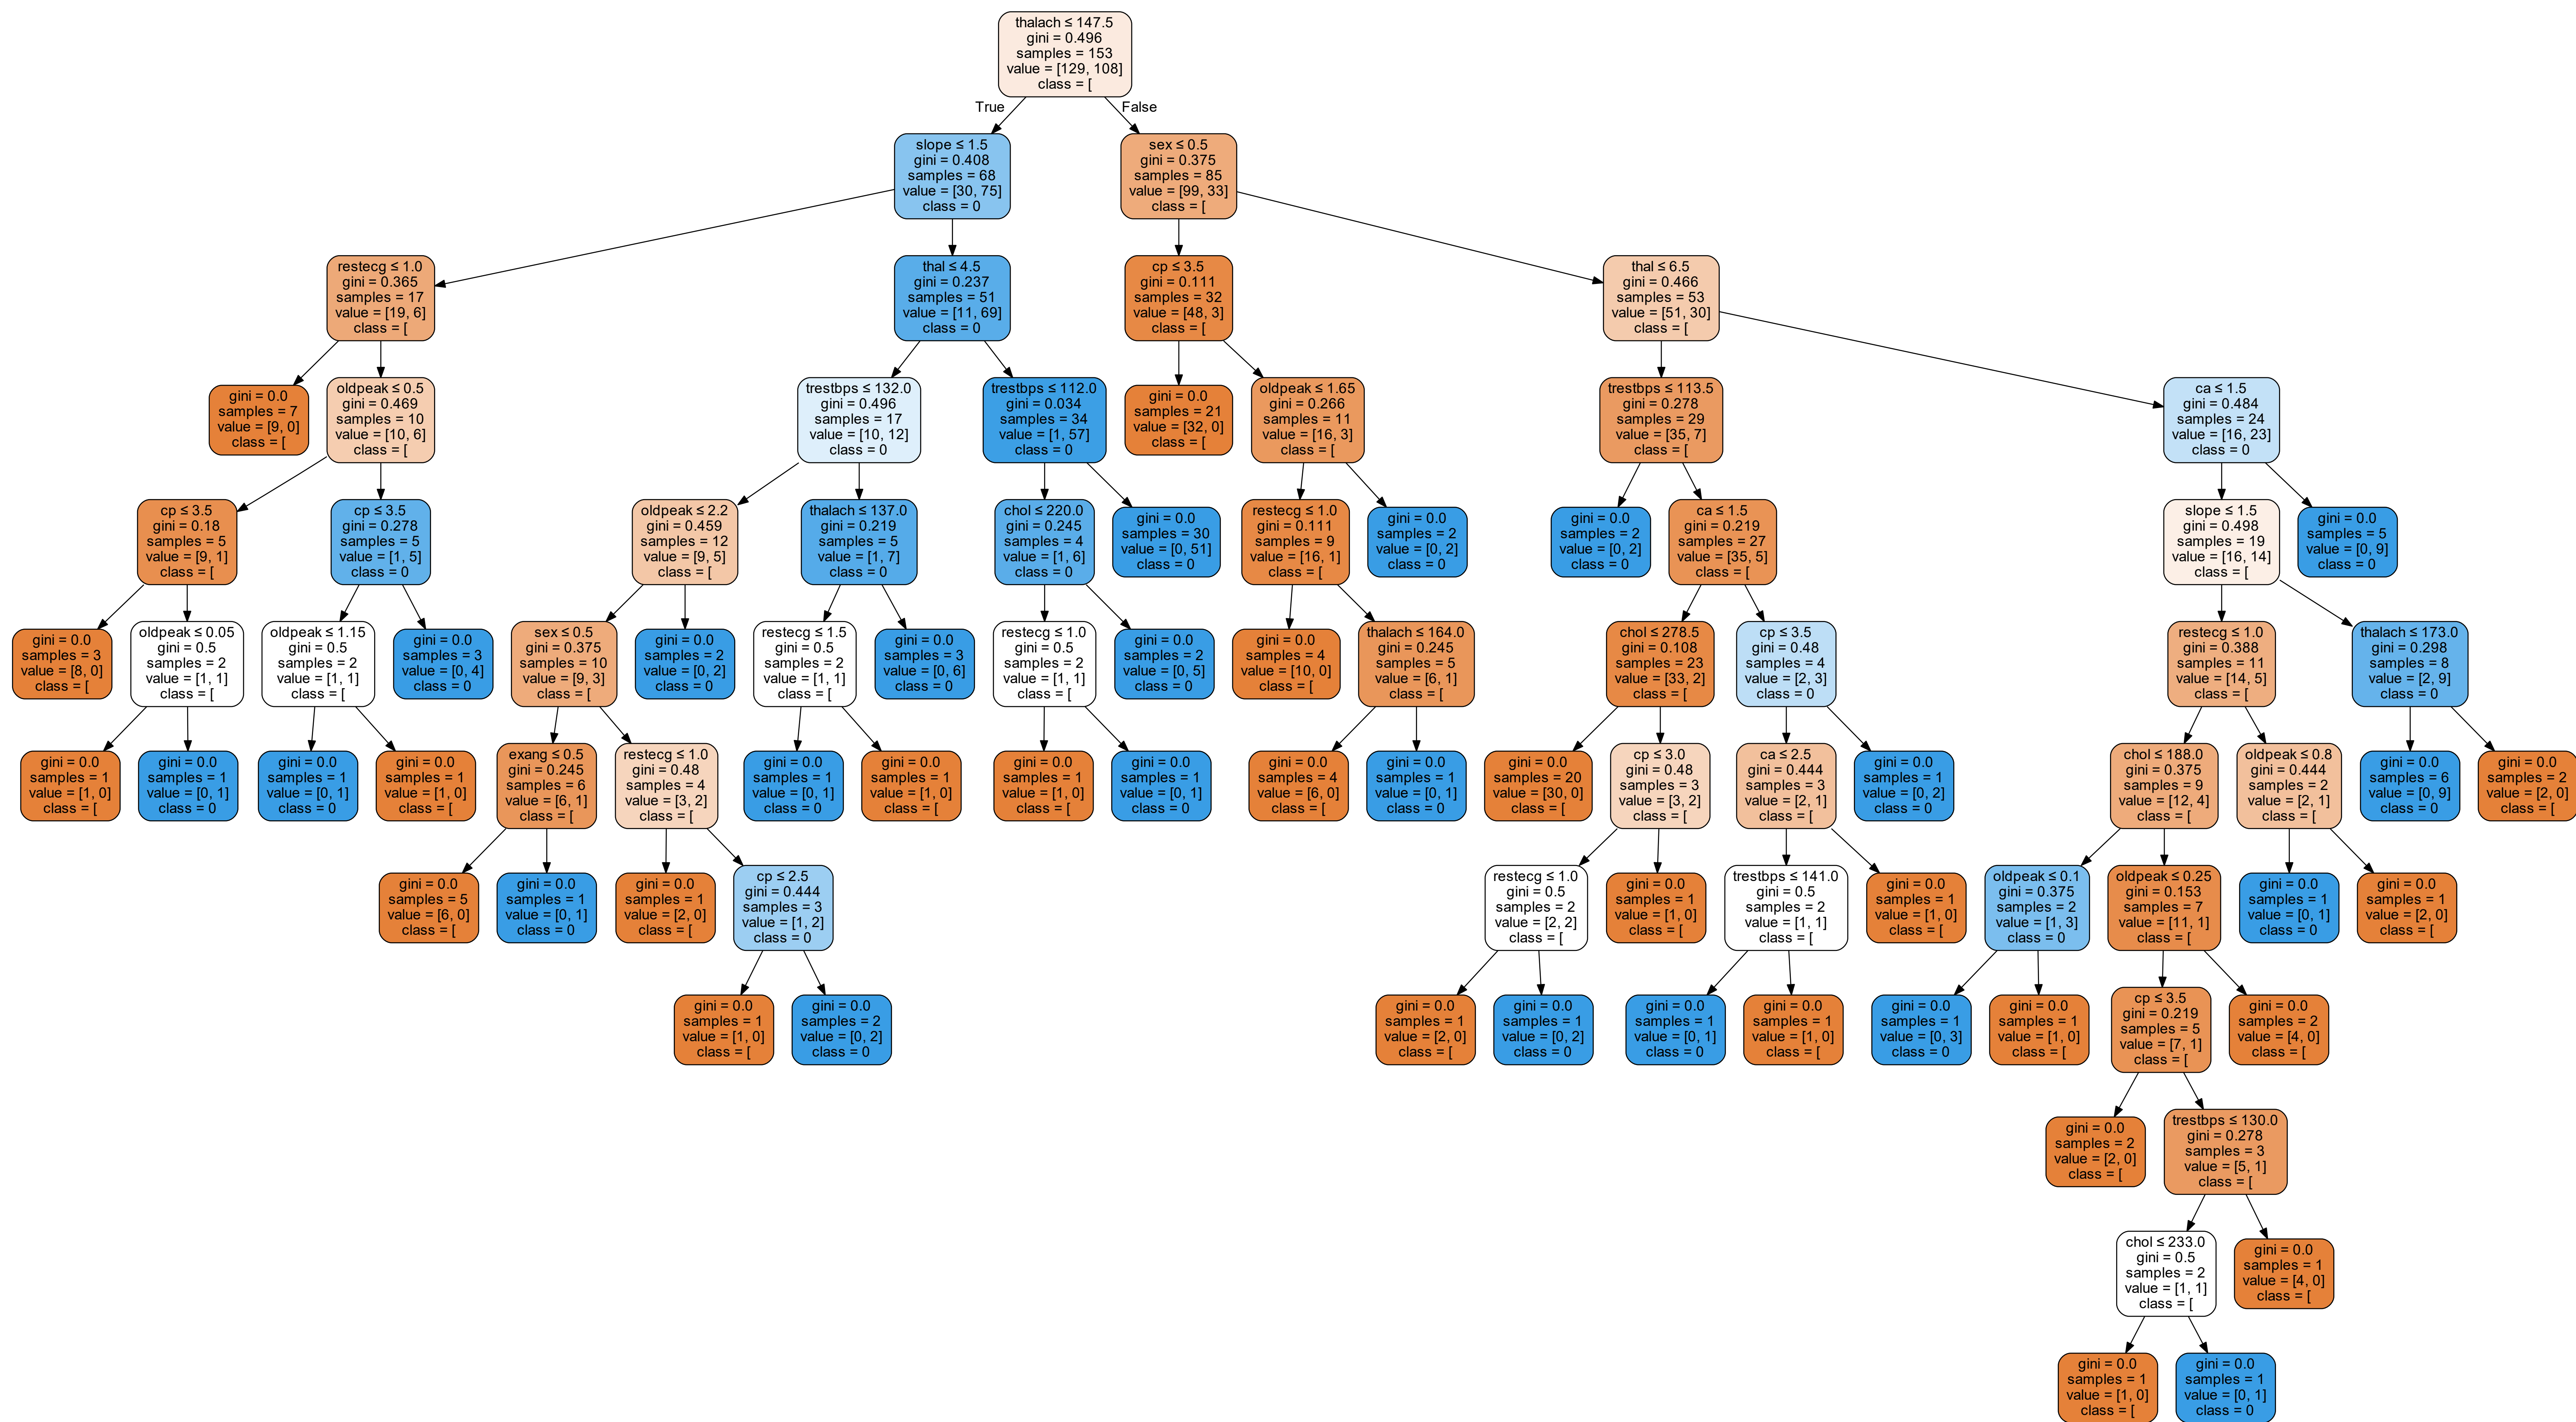 thalach ≤ 147.5
gini = 0.496
samples = 153
value = [129, 108]
class = [
True
False
slope ≤ 1.5
gini = 0.408
samples = 68
value = [30, 75]
class = 0
sex ≤ 0.5
gini = 0.375
samples = 85
value = [99, 33]
class = [
restecg ≤ 1.0
gini = 0.365
samples = 17
value = [19, 6]
class = [
thal ≤ 4.5
gini = 0.237
samples = 51
value = [11, 69]
class = 0
cp ≤ 3.5
gini = 0.111
samples = 32
value = [48, 3]
class = [
thal ≤ 6.5
gini = 0.466
samples = 53
value = [51, 30]
class = [
gini = 0.0
samples = 7
value = [9, 0]
class = [
oldpeak ≤ 0.5
gini = 0.469
samples = 10
value = [10, 6]
class = [
trestbps ≤ 132.0
gini = 0.496
samples = 17
value = [10, 12]
class = 0
trestbps ≤ 112.0
gini = 0.034
samples = 34
value = [1, 57]
class = 0
gini = 0.0
samples = 21
value = [32, 0]
class = [
oldpeak ≤ 1.65
gini = 0.266
samples = 11
value = [16, 3]
class = [
trestbps ≤ 113.5
gini = 0.278
samples = 29
value = [35, 7]
class = [
ca ≤ 1.5
gini = 0.484
samples = 24
value = [16, 23]
class = 0
cp ≤ 3.5
gini = 0.18
samples = 5
value = [9, 1]
class = [
cp ≤ 3.5
gini = 0.278
samples = 5
value = [1, 5]
class = 0
oldpeak ≤ 2.2
gini = 0.459
samples = 12
value = [9, 5]
class = [
thalach ≤ 137.0
gini = 0.219
samples = 5
value = [1, 7]
class = 0
chol ≤ 220.0
gini = 0.245
samples = 4
value = [1, 6]
class = 0
gini = 0.0
samples = 30
value = [0, 51]
class = 0
restecg ≤ 1.0
gini = 0.111
samples = 9
value = [16, 1]
class = [
gini = 0.0
samples = 2
value = [0, 2]
class = 0
gini = 0.0
samples = 2
value = [0, 2]
class = 0
ca ≤ 1.5
gini = 0.219
samples = 27
value = [35, 5]
class = [
slope ≤ 1.5
gini = 0.498
samples = 19
value = [16, 14]
class = [
gini = 0.0
samples = 5
value = [0, 9]
class = 0
gini = 0.0
samples = 3
value = [8, 0]
class = [
oldpeak ≤ 0.05
gini = 0.5
samples = 2
value = [1, 1]
class = [
oldpeak ≤ 1.15
gini = 0.5
samples = 2
value = [1, 1]
class = [
gini = 0.0
samples = 3
value = [0, 4]
class = 0
sex ≤ 0.5
gini = 0.375
samples = 10
value = [9, 3]
class = [
gini = 0.0
samples = 2
value = [0, 2]
class = 0
restecg ≤ 1.5
gini = 0.5
samples = 2
value = [1, 1]
class = [
gini = 0.0
samples = 3
value = [0, 6]
class = 0
restecg ≤ 1.0
gini = 0.5
samples = 2
value = [1, 1]
class = [
gini = 0.0
samples = 2
value = [0, 5]
class = 0
gini = 0.0
samples = 4
value = [10, 0]
class = [
thalach ≤ 164.0
gini = 0.245
samples = 5
value = [6, 1]
class = [
chol ≤ 278.5
gini = 0.108
samples = 23
value = [33, 2]
class = [
cp ≤ 3.5
gini = 0.48
samples = 4
value = [2, 3]
class = 0
restecg ≤ 1.0
gini = 0.388
samples = 11
value = [14, 5]
class = [
thalach ≤ 173.0
gini = 0.298
samples = 8
value = [2, 9]
class = 0
gini = 0.0
samples = 1
value = [1, 0]
class = [
gini = 0.0
samples = 1
value = [0, 1]
class = 0
gini = 0.0
samples = 1
value = [0, 1]
class = 0
gini = 0.0
samples = 1
value = [1, 0]
class = [
exang ≤ 0.5
gini = 0.245
samples = 6
value = [6, 1]
class = [
restecg ≤ 1.0
gini = 0.48
samples = 4
value = [3, 2]
class = [
gini = 0.0
samples = 1
value = [0, 1]
class = 0
gini = 0.0
samples = 1
value = [1, 0]
class = [
gini = 0.0
samples = 1
value = [1, 0]
class = [
gini = 0.0
samples = 1
value = [0, 1]
class = 0
gini = 0.0
samples = 4
value = [6, 0]
class = [
gini = 0.0
samples = 1
value = [0, 1]
class = 0
gini = 0.0
samples = 20
value = [30, 0]
class = [
cp ≤ 3.0
gini = 0.48
samples = 3
value = [3, 2]
class = [
ca ≤ 2.5
gini = 0.444
samples = 3
value = [2, 1]
class = [
gini = 0.0
samples = 1
value = [0, 2]
class = 0
chol ≤ 188.0
gini = 0.375
samples = 9
value = [12, 4]
class = [
oldpeak ≤ 0.8
gini = 0.444
samples = 2
value = [2, 1]
class = [
gini = 0.0
samples = 6
value = [0, 9]
class = 0
gini = 0.0
samples = 2
value = [2, 0]
class = [
gini = 0.0
samples = 5
value = [6, 0]
class = [
gini = 0.0
samples = 1
value = [0, 1]
class = 0
gini = 0.0
samples = 1
value = [2, 0]
class = [
cp ≤ 2.5
gini = 0.444
samples = 3
value = [1, 2]
class = 0
restecg ≤ 1.0
gini = 0.5
samples = 2
value = [2, 2]
class = [
gini = 0.0
samples = 1
value = [1, 0]
class = [
trestbps ≤ 141.0
gini = 0.5
samples = 2
value = [1, 1]
class = [
gini = 0.0
samples = 1
value = [1, 0]
class = [
oldpeak ≤ 0.1
gini = 0.375
samples = 2
value = [1, 3]
class = 0
oldpeak ≤ 0.25
gini = 0.153
samples = 7
value = [11, 1]
class = [
gini = 0.0
samples = 1
value = [0, 1]
class = 0
gini = 0.0
samples = 1
value = [2, 0]
class = [
gini = 0.0
samples = 1
value = [1, 0]
class = [
gini = 0.0
samples = 2
value = [0, 2]
class = 0
gini = 0.0
samples = 1
value = [2, 0]
class = [
gini = 0.0
samples = 1
value = [0, 2]
class = 0
gini = 0.0
samples = 1
value = [0, 1]
class = 0
gini = 0.0
samples = 1
value = [1, 0]
class = [
gini = 0.0
samples = 1
value = [0, 3]
class = 0
gini = 0.0
samples = 1
value = [1, 0]
class = [
cp ≤ 3.5
gini = 0.219
samples = 5
value = [7, 1]
class = [
gini = 0.0
samples = 2
value = [4, 0]
class = [
gini = 0.0
samples = 2
value = [2, 0]
class = [
trestbps ≤ 130.0
gini = 0.278
samples = 3
value = [5, 1]
class = [
chol ≤ 233.0
gini = 0.5
samples = 2
value = [1, 1]
class = [
gini = 0.0
samples = 1
value = [4, 0]
class = [
gini = 0.0
samples = 1
value = [1, 0]
class = [
gini = 0.0
samples = 1
value = [0, 1]
class = 0